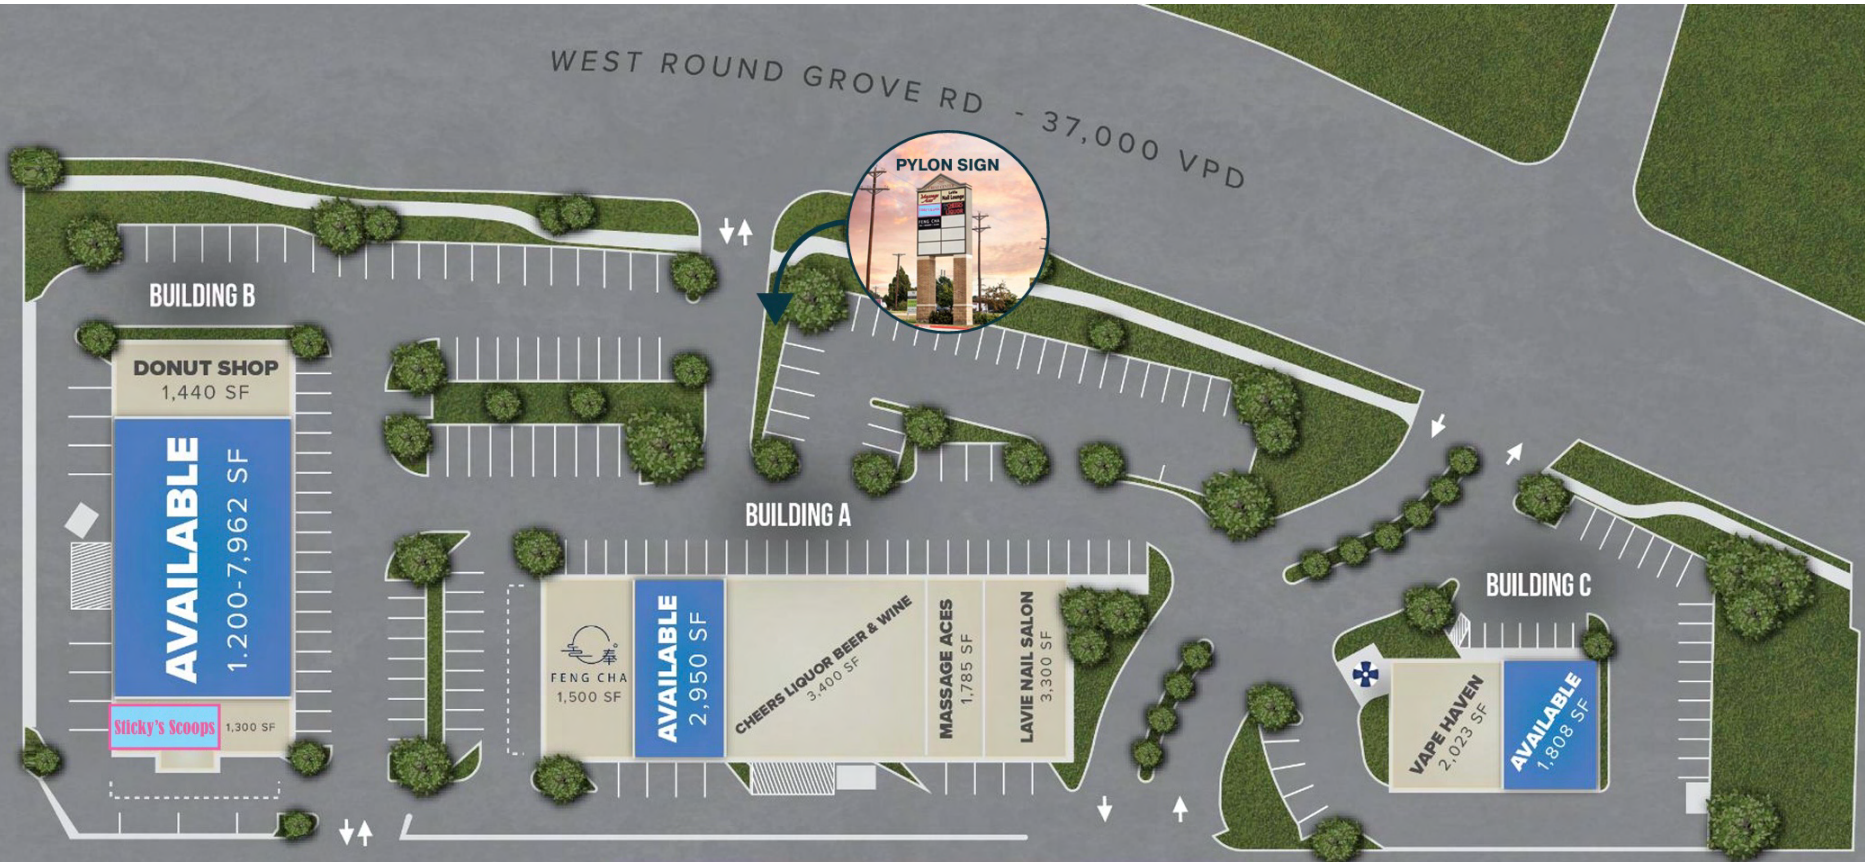 WEST ROUND GROVE RD - 37,000 VPD
PYLON SIGN
FENG CHA
BUILDING B
DONUT SHOP
1,440 SF
AVAILABLE
1.200-7,962 SF
Sticky's Scoops
1,300 SF
BUILDING A
FENG CHA
1,500 SF
AVAILABLE
2,950 SF
CHEERS LIQUOR BEER & WINE
3,400 SF
MASSAGE ACES
1,785 SF
LAVIE NAIL SALON
3,300 SF
BUILDING C
VAPE HAVEN
2,023 SF
AVAILABLE
1,808 SF